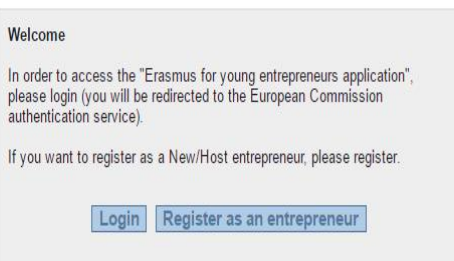 Welcome
In order to access the "Erasmus for young entrepreneurs application",
please login (you will be redirected to the European Commission
authentication service).
If you want to register as a New/Host entrepreneur, please register.
Login Register as an entrepreneur